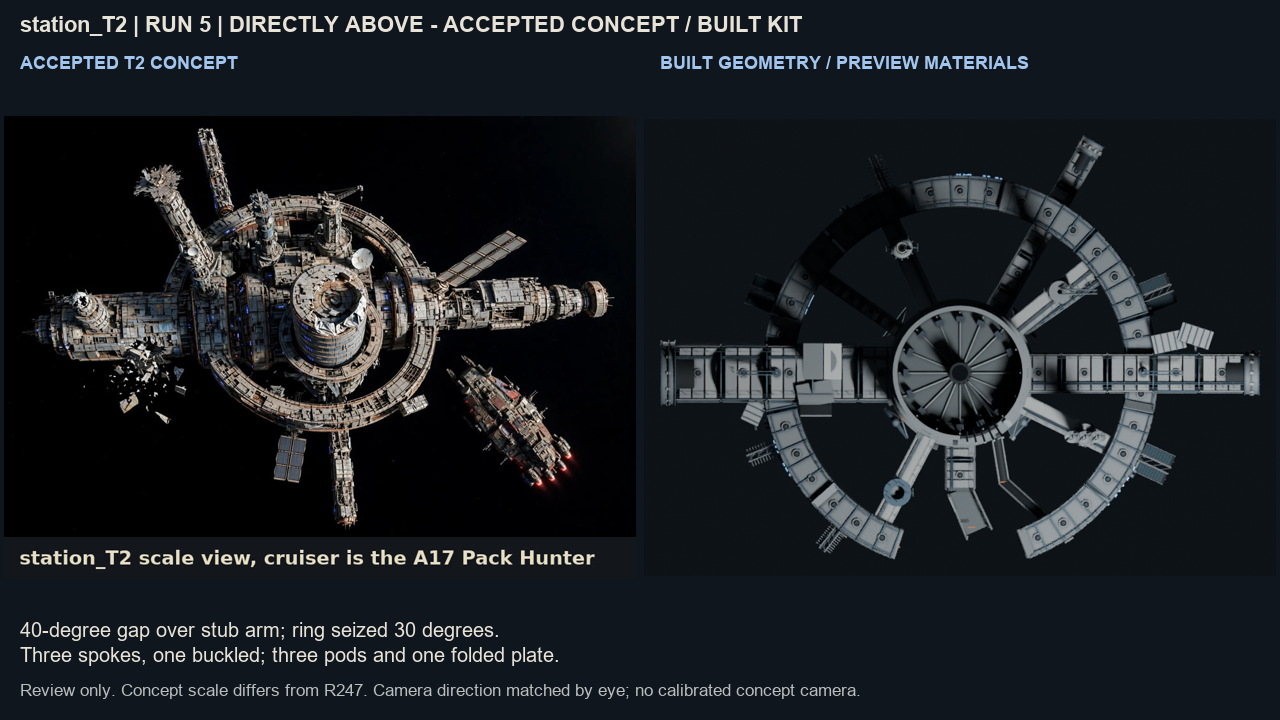 station_T2 | RUN 5 | DIRECTLY ABOVE - ACCEPTED CONCEPT / BUILT KIT
ACCEPTED T2 CONCEPT
BUILT GEOMETRY / PREVIEW MATERIALS
station_T2 scale view, cruiser is the A17 Pack Hunter
40-degree gap over stub arm; ring seized 30 degrees.
Three spokes, one buckled; three pods and one folded plate.
Review only. Concept scale differs from R247. Camera direction matched by eye; no calibrated concept camera.